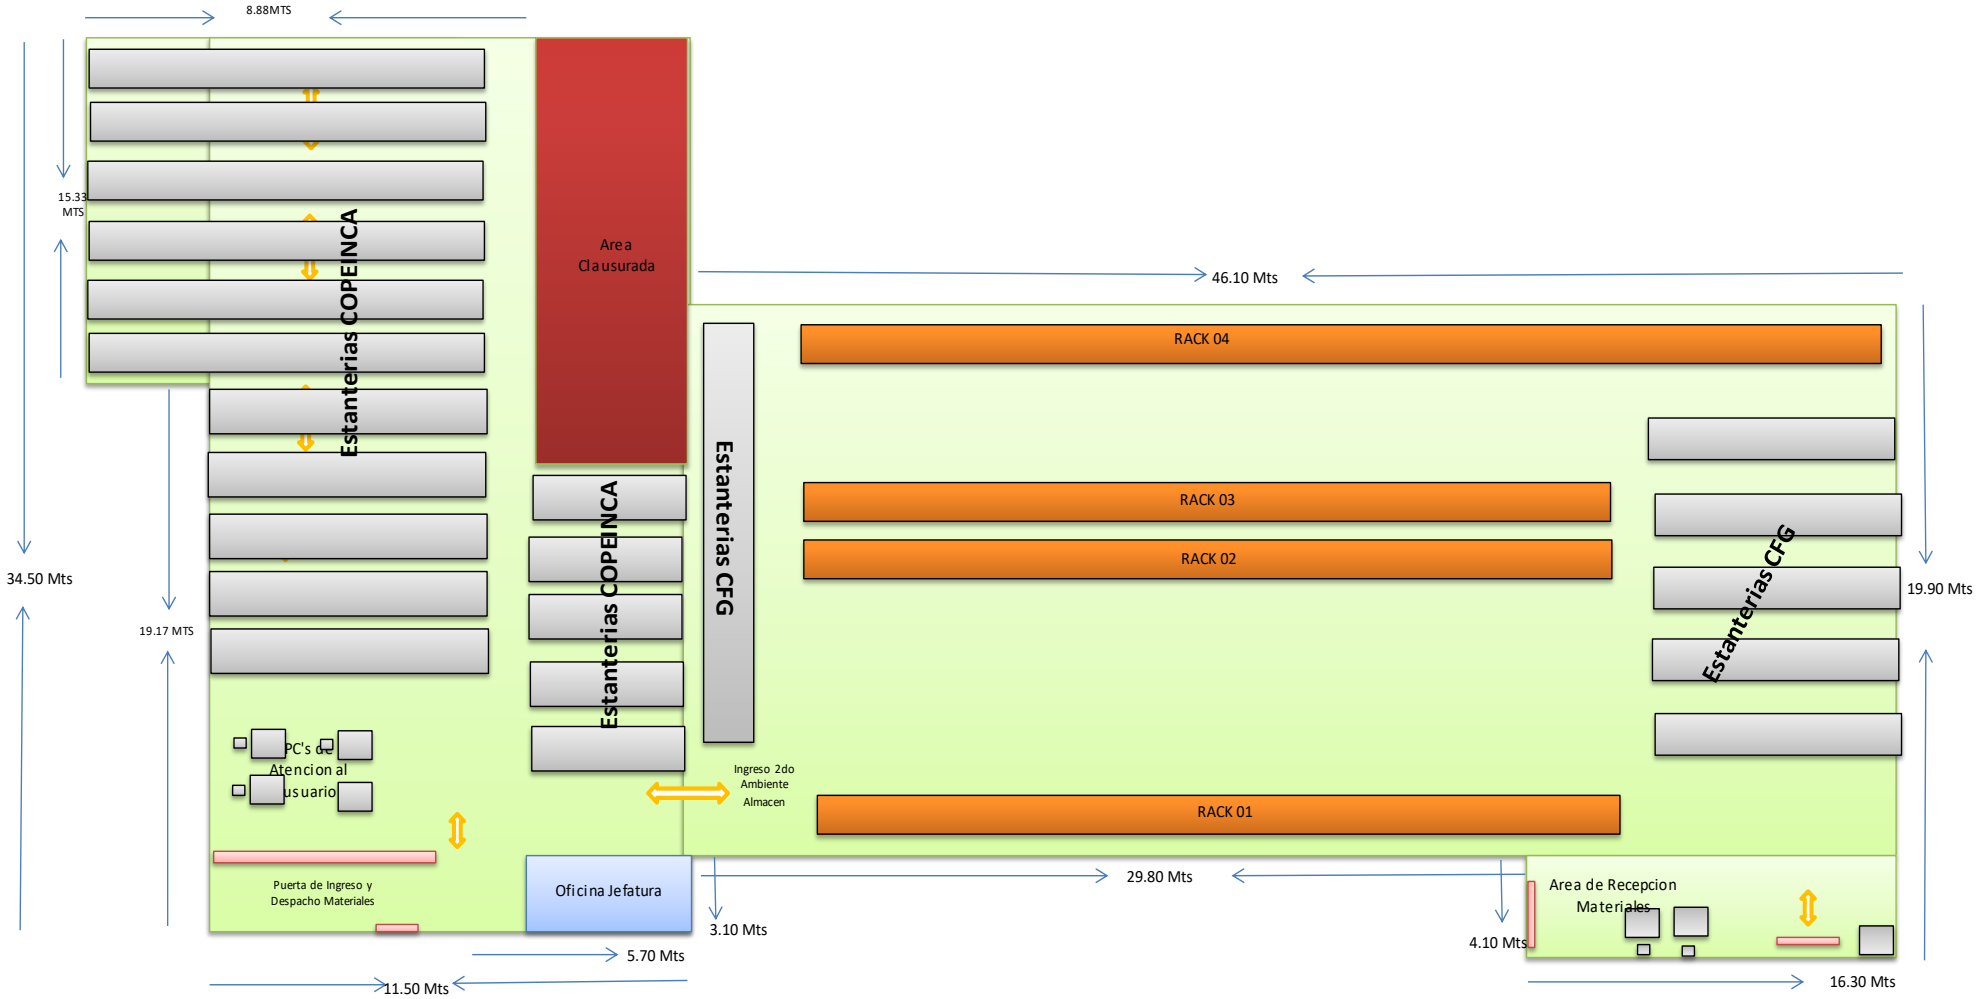 8.88MTS
15.33
MTS
34.50 Mts
19.17 MTS
Estanterias COPEINCA
Area
Clausurada
46.10 Mts
Estanterias COPEINCA
Estanterias CFG
RACK 04
RACK 03
RACK 02
RACK 01
Estanterias CFG
19.90 Mts
PC's de
Atencion al
usuario
Ingreso 2do
Ambiente
Almacen
Puerta de Ingreso y
Despacho Materiales
Oficina Jefatura
29.80 Mts
3.10 Mts
Area de Recepcion
Materiales
4.10 Mts
5.70 Mts
11.50 Mts
16.30 Mts